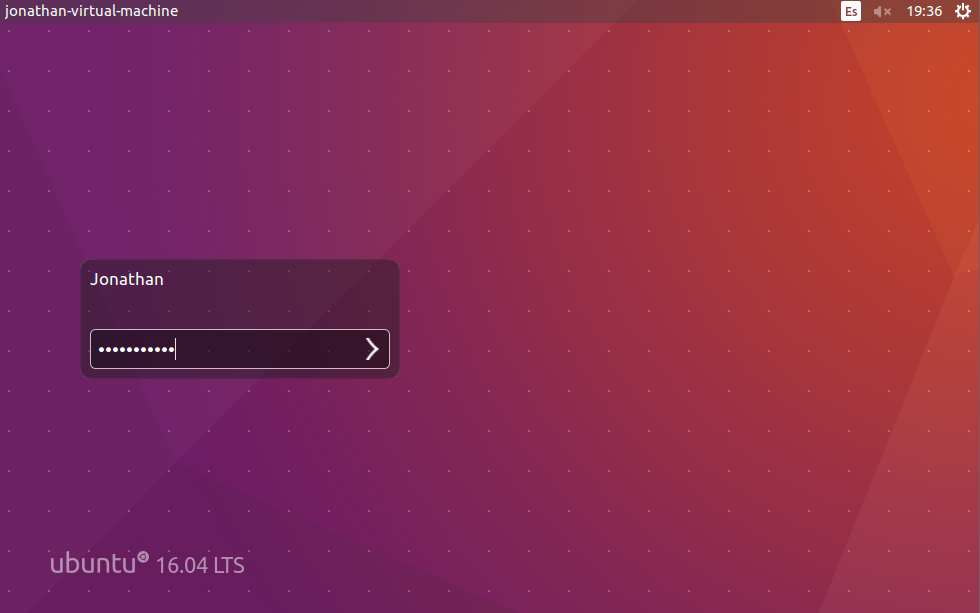 jonathan-virtual-machine Es 19:36
Jonathan
•••••••••••
ubuntu 16.04 LTS